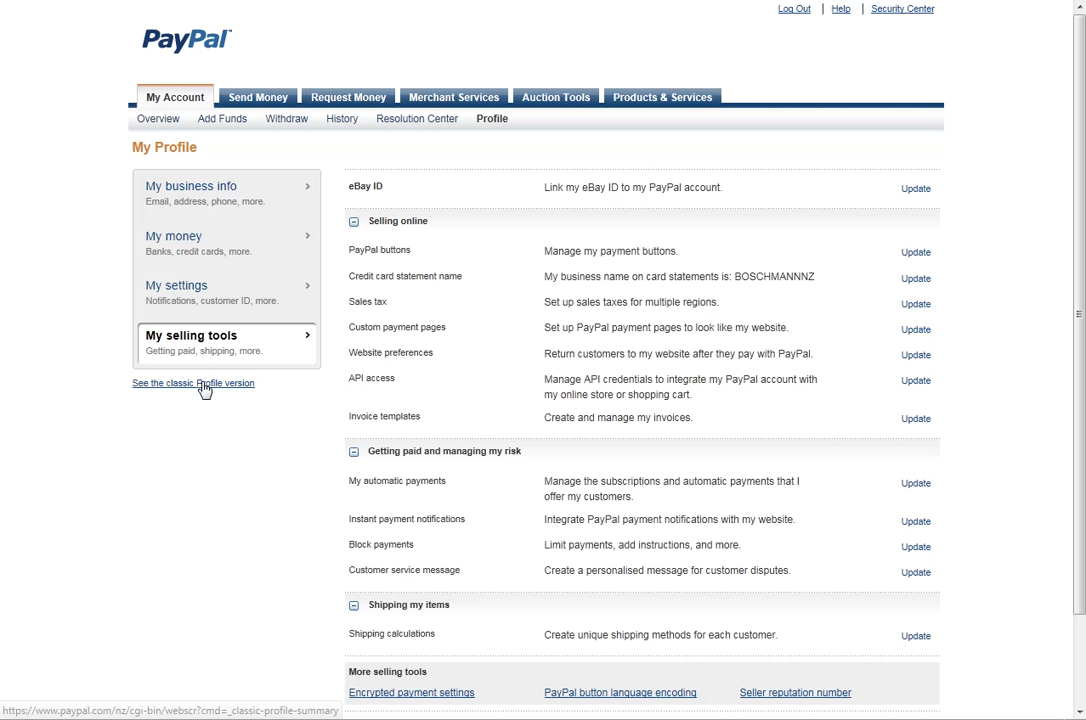 Log Out | Help | Security Center
PayPal™
My Account Send Money Request Money Merchant Services Auction Tools Products & Services
Overview Add Funds Withdraw History Resolution Center Profile
My Profile
My business info
Email, address, phone, more.
My money
Banks, credit cards, more.
My settings
Notifications, customer ID, more.
My selling tools
Getting paid, shipping, more.
See the classic Profile version
eBay ID Link my eBay ID to my PayPal account. Update
Selling online
PayPal buttons Manage my payment buttons. Update
Credit card statement name My business name on card statements is: BOSCHMANNNZ Update
Sales tax Set up sales taxes for multiple regions. Update
Custom payment pages Set up PayPal payment pages to look like my website. Update
Website preferences Return customers to my website after they pay with PayPal. Update
API access Manage API credentials to integrate my PayPal account with Update
my online store or shopping cart.
Invoice templates Create and manage my invoices. Update
Getting paid and managing my risk
My automatic payments Manage the subscriptions and automatic payments that I Update
offer my customers.
Instant payment notifications Integrate PayPal payment notifications with my website. Update
Block payments Limit payments, add instructions, and more. Update
Customer service message Create a personalised message for customer disputes. Update
Shipping my items
Shipping calculations Create unique shipping methods for each customer. Update
More selling tools
Encrypted payment settings PayPal button language encoding Seller reputation number
https://www.paypal.com/nz/cgi-bin/webscr?cmd=_classic-profile-summary